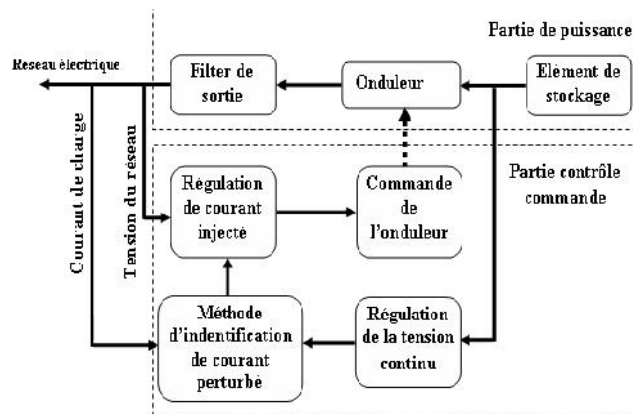 Partie de puissance
Reseau électrique
Filter de
sortie
Onduleur
Elément de
stockage
Courant de charge
Tension du réseau
Régulation
de courant
injecté
Commande
de
l'onduleur
Partie contrôle
commande
Méthode
d'indentification
de courant
perturbé
Régulation
de la tension
continu